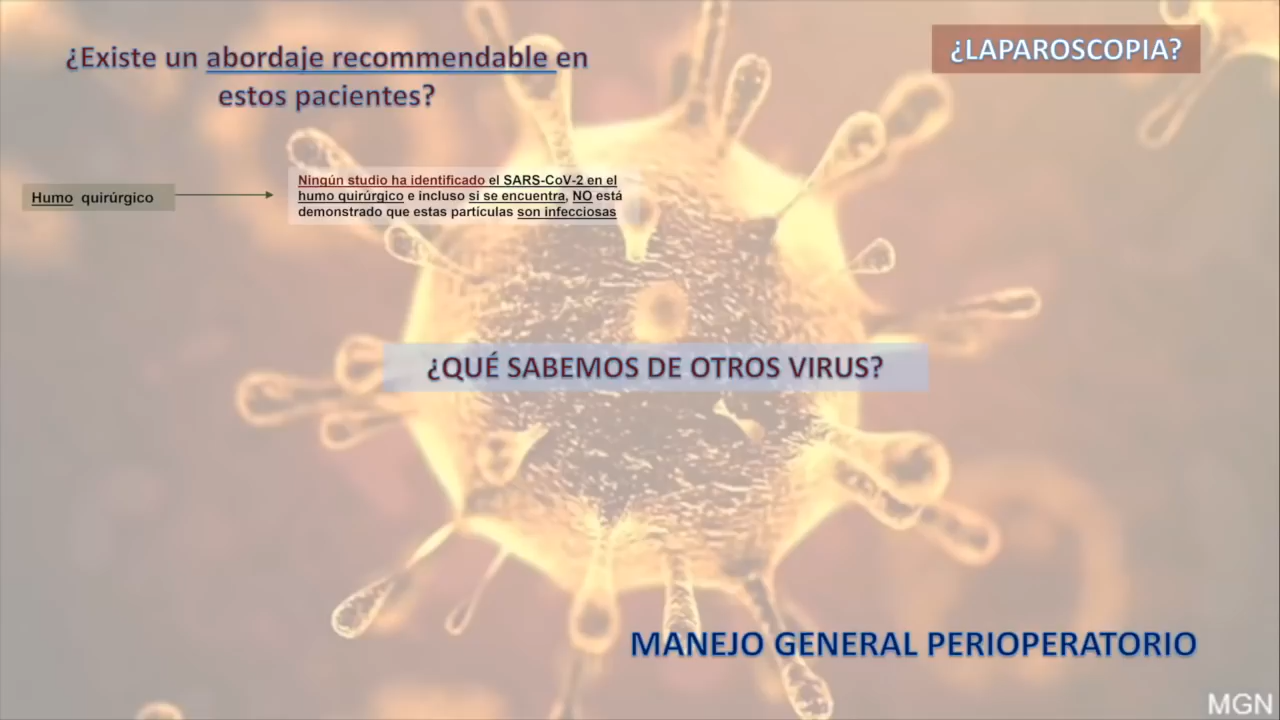 ¿Existe un abordaje recommendable en
estos pacientes?
¿LAPAROSCOPIA?
Humo quirúrgico
Ningún studio ha identificado el SARS-CoV-2 en el
humo quirúrgico e incluso si se encuentra, NO está
demonstrado que estas partículas son infecciosas
¿QUÉ SABEMOS DE OTROS VIRUS?
MANEJO GENERAL PERIOPERATORIO
MGN